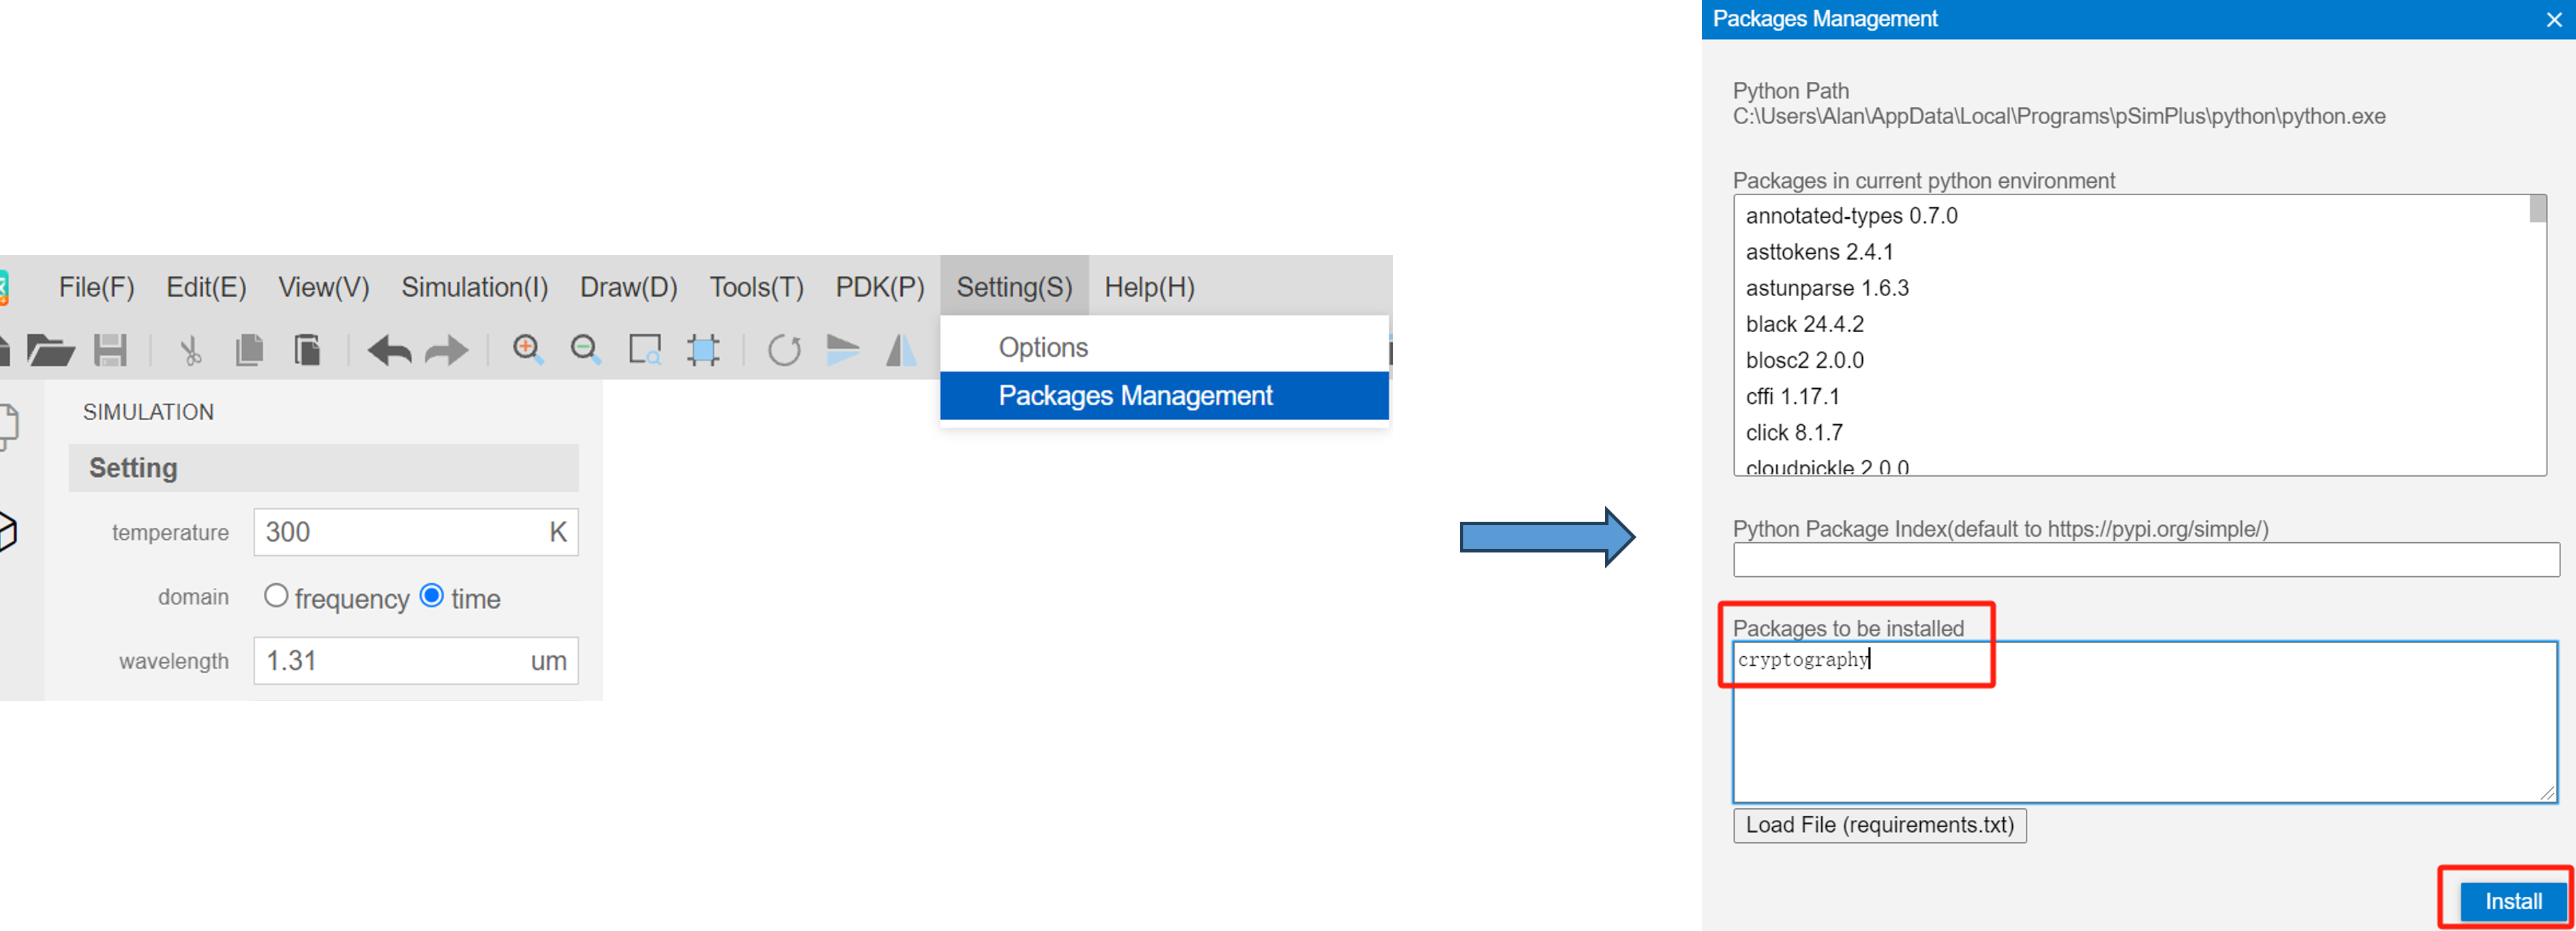 File(F) Edit(E) View(V) Simulation(I) Draw(D) Tools(T) PDK(P) Setting(S) Help(H)
Options
Packages Management
SIMULATION
Setting
temperature 300 K
domain frequency time
wavelength 1.31 um
Packages Management
Python Path
C:\Users\Alan\AppData\Local\Programs\pSimPlus\python\python.exe
Packages in current python environment
annotated-types 0.7.0
asttokens 2.4.1
astunparse 1.6.3
black 24.4.2
blosc2 2.0.0
cffi 1.17.1
click 8.1.7
cloudpickle 2.0.0
Python Package Index(default to https://pypi.org/simple/)
Packages to be installed
cryptography
Load File (requirements.txt)
Install